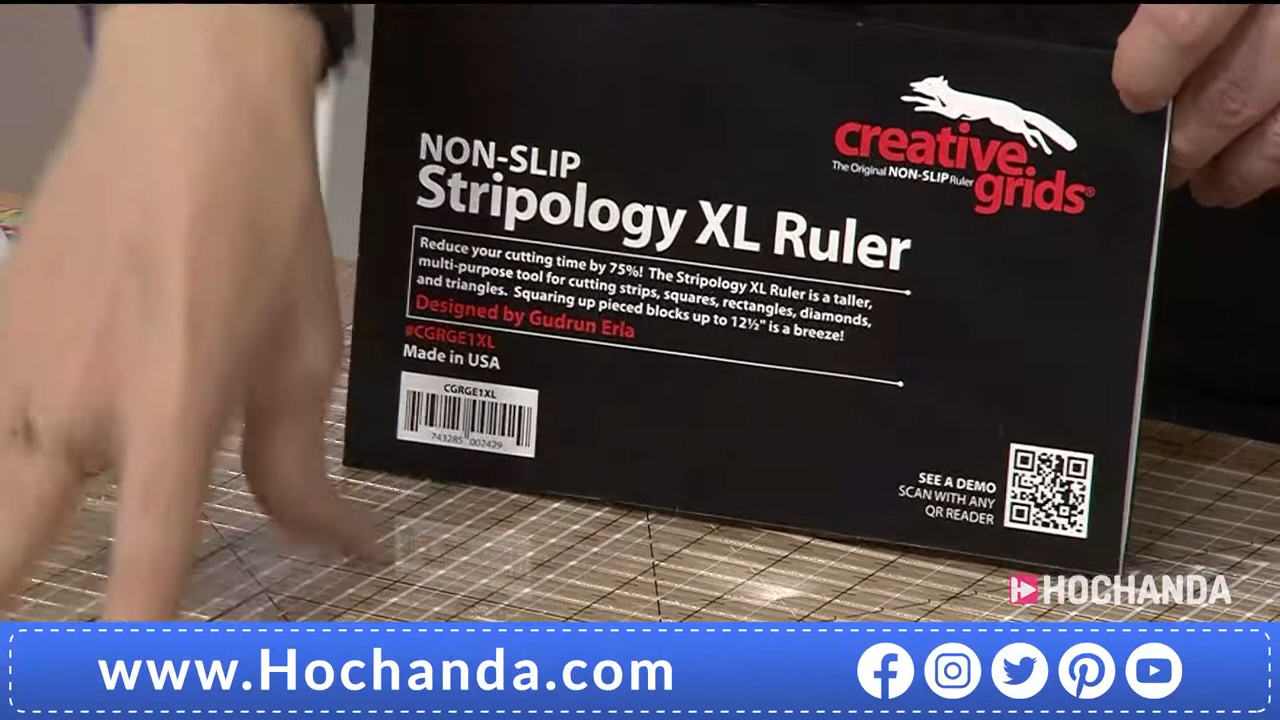 creative
grids®
The Original NON-SLIP Ruler
NON-SLIP
Stripology XL Ruler
Reduce your cutting time by 75%! The Stripology XL Ruler is a taller,
multi-purpose tool for cutting strips, squares, rectangles, diamonds,
and triangles. Squaring up pieced blocks up to 12½" is a breeze!
Designed by Gudrun Erla
#CGRGE1XL
Made in USA
CGRGE1XL
743285 002429
SEE A DEMO
SCAN WITH ANY
QR READER
HOCHANDA
www.Hochanda.com